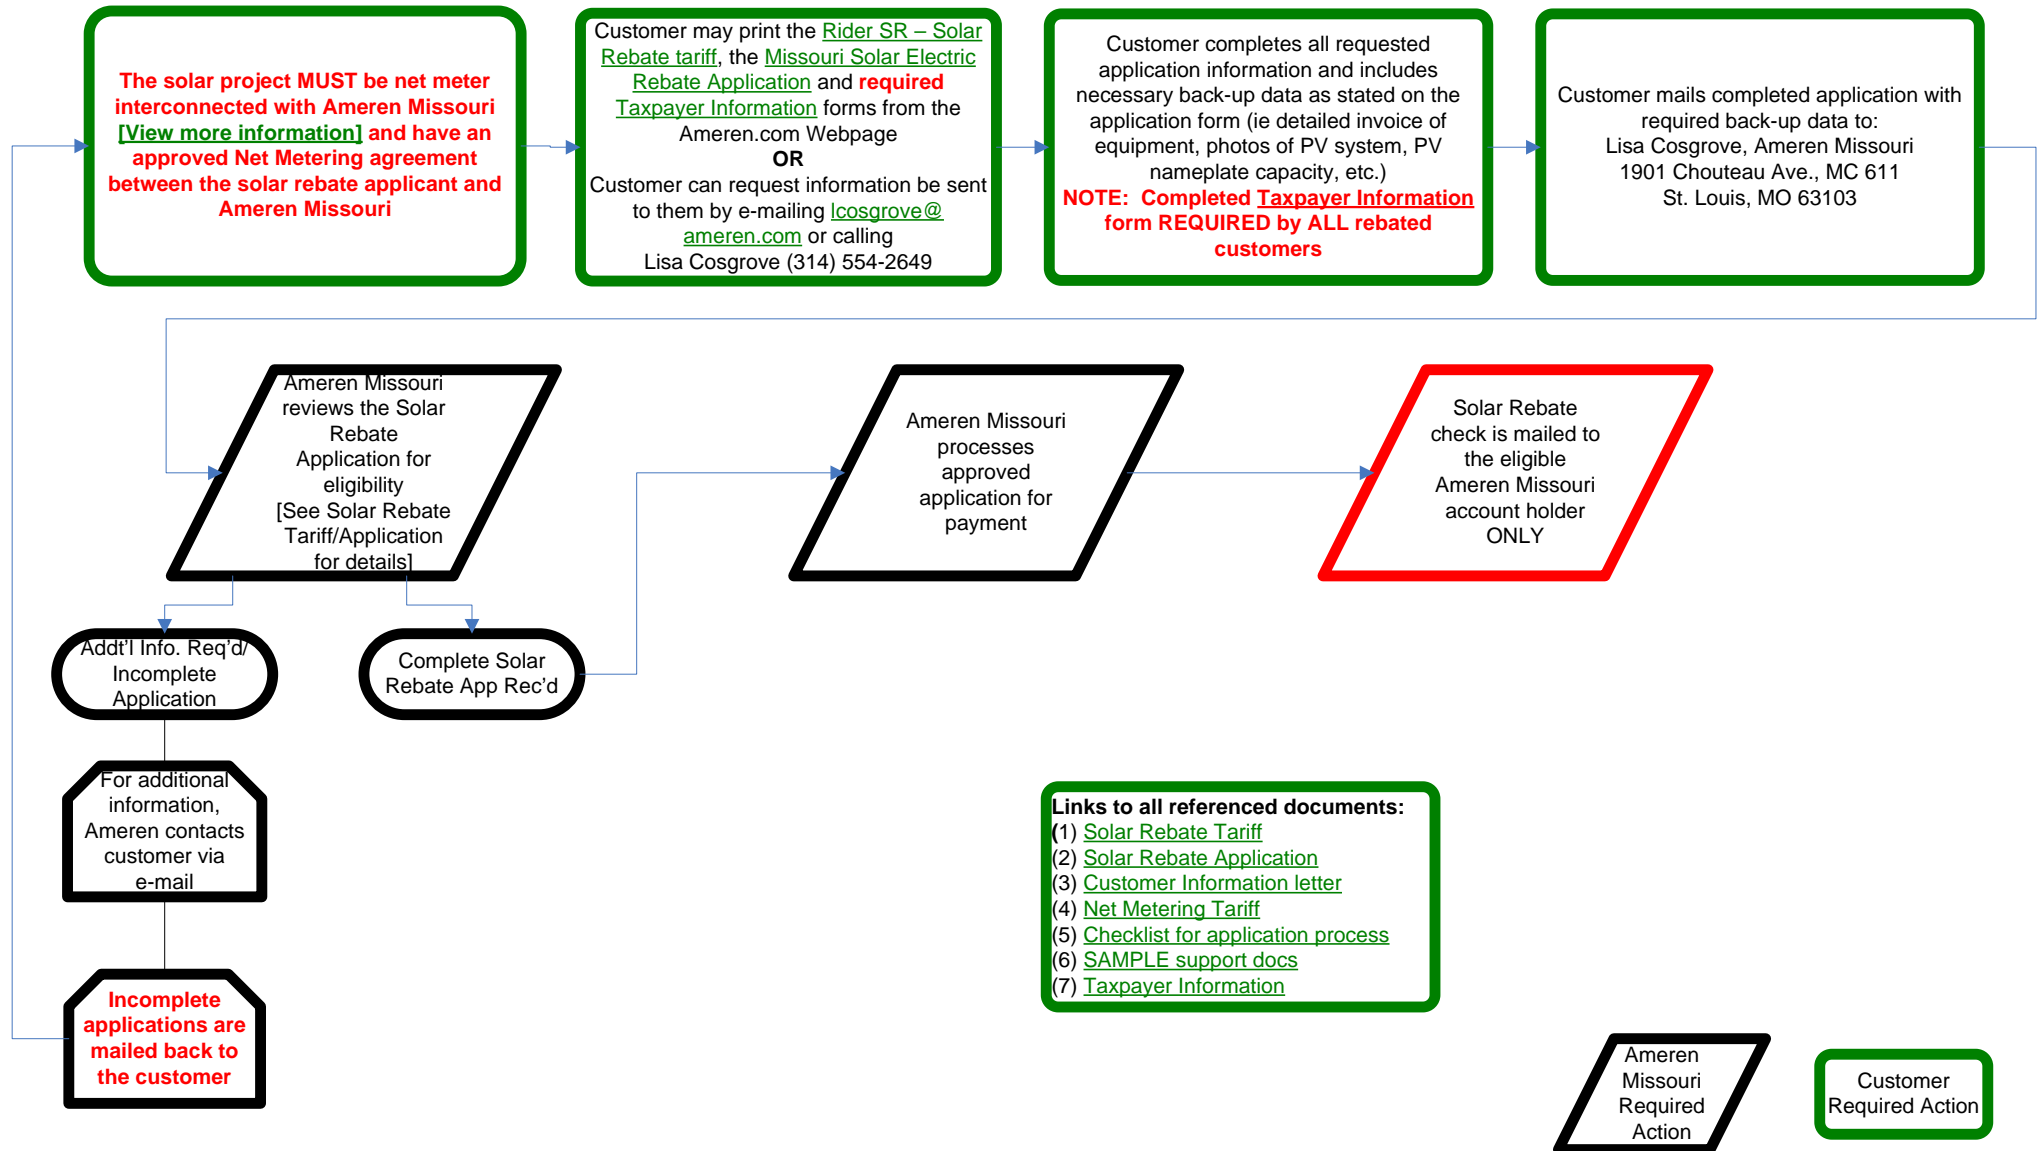 The solar project MUST be net meter
interconnected with Ameren Missouri
[View more information] and have an
approved Net Metering agreement
between the solar rebate applicant and
Ameren Missouri
Customer may print the Rider SR – Solar
Rebate tariff, the Missouri Solar Electric
Rebate Application and required
Taxpayer Information forms from the
Ameren.com Webpage
OR
Customer can request information be sent
to them by e-mailing lcosgrove@
ameren.com or calling
Lisa Cosgrove (314) 554-2649
Customer completes all requested
application information and includes
necessary back-up data as stated on the
application form (ie detailed invoice of
equipment, photos of PV system, PV
nameplate capacity, etc.)
NOTE:  Completed Taxpayer Information
form REQUIRED by ALL rebated
customers
Customer mails completed application with
required back-up data to:
Lisa Cosgrove, Ameren Missouri
1901 Chouteau Ave., MC 611
St. Louis, MO 63103
Ameren Missouri
reviews the Solar
Rebate
Application for
eligibility
[See Solar Rebate
Tariff/Application
for details]
Ameren Missouri
processes
approved
application for
payment
Solar Rebate
check is mailed to
the eligible
Ameren Missouri
account holder
ONLY
Addt’l Info. Req’d/
Incomplete
Application
Complete Solar
Rebate App Rec’d
For additional
information,
Ameren contacts
customer via
e-mail
Incomplete
applications are
mailed back to
the customer
Links to all referenced documents:
(1) Solar Rebate Tariff
(2) Solar Rebate Application
(3) Customer Information letter
(4) Net Metering Tariff
(5) Checklist for application process
(6) SAMPLE support docs
(7) Taxpayer Information
Ameren
Missouri
Required
Action
Customer
Required Action